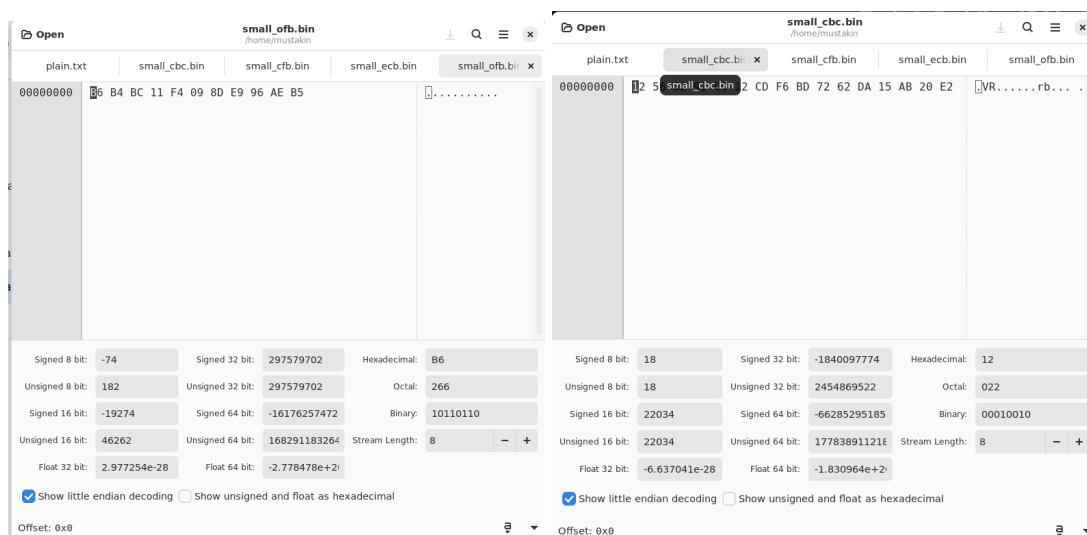 Open
small_ofb.bin
/home/mustakin
plain.txt small_cbc.bin small_cfb.bin small_ecb.bin small_ofb.bin
00000000 B6 B4 BC 11 F4 09 8D E9 96 AE B5 ...........
Signed 8 bit: -74 Signed 32 bit: 297579702 Hexadecimal: B6
Unsigned 8 bit: 182 Unsigned 32 bit: 297579702 Octal: 266
Signed 16 bit: -19274 Signed 64 bit: -16176257472 Binary: 10110110
Unsigned 16 bit: 46262 Unsigned 64 bit: 168291183264 Stream Length: 8 − +
Float 32 bit: 2.977254e-28 Float 64 bit: -2.778478e+2
Show little endian decoding Show unsigned and float as hexadecimal
Offset: 0x0
Open
small_cbc.bin
/home/mustakin
plain.txt small_cbc.bi small_cfb.bin small_ecb.bin small_ofb.bin
small_cbc.bin
00000000 12 CD F6 BD 72 62 DA 15 AB 20 E2 .VR......rb... .
Signed 8 bit: 18 Signed 32 bit: -1840097774 Hexadecimal: 12
Unsigned 8 bit: 18 Unsigned 32 bit: 2454869522 Octal: 022
Signed 16 bit: 22034 Signed 64 bit: -66285295185 Binary: 00010010
Unsigned 16 bit: 22034 Unsigned 64 bit: 17783891121 Stream Length: 8 − +
Float 32 bit: -6.637041e-28 Float 64 bit: -1.830964e+2
Show little endian decoding Show unsigned and float as hexadecimal
Offset: 0x0